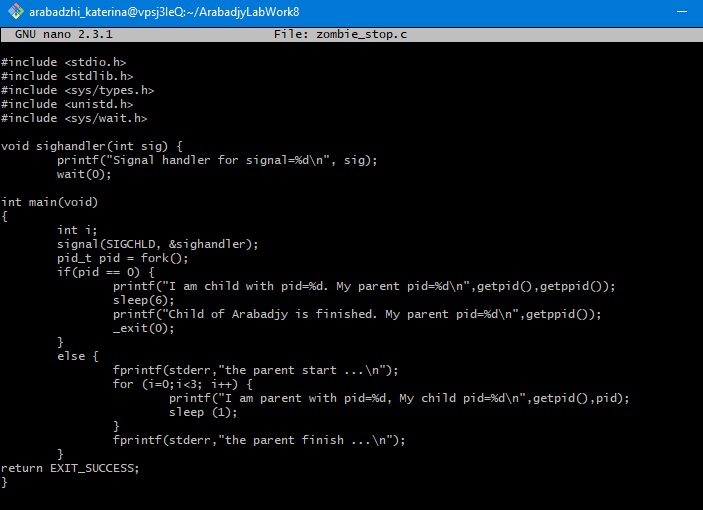 arabadzhi_katerina@vpsj3leQ:~/ArabadjyLabWork8
GNU nano 2.3.1 File: zombie_stop.c
#include <stdio.h>
#include <stdlib.h>
#include <sys/types.h>
#include <unistd.h>
#include <sys/wait.h>
void sighandler(int sig) {
printf("Signal handler for signal=%d\n", sig);
wait(0);
int main(void)
{
int i;
signal(SIGCHLD, &sighandler);
pid_t pid = fork();
if(pid == 0) {
printf("I am child with pid=%d. My parent pid=%d\n",getpid(),getppid());
sleep(6);
printf("Child of Arabadjy is finished. My parent pid=%d\n",getppid());
_exit(0);
}
else {
fprintf(stderr,"the parent start ...\n");
for (i=0;i<3; i++) {
printf("I am parent with pid=%d, My child pid=%d\n",getpid(),pid);
sleep (1);
}
fprintf(stderr,"the parent finish ...\n");
}
return EXIT_SUCCESS;
}